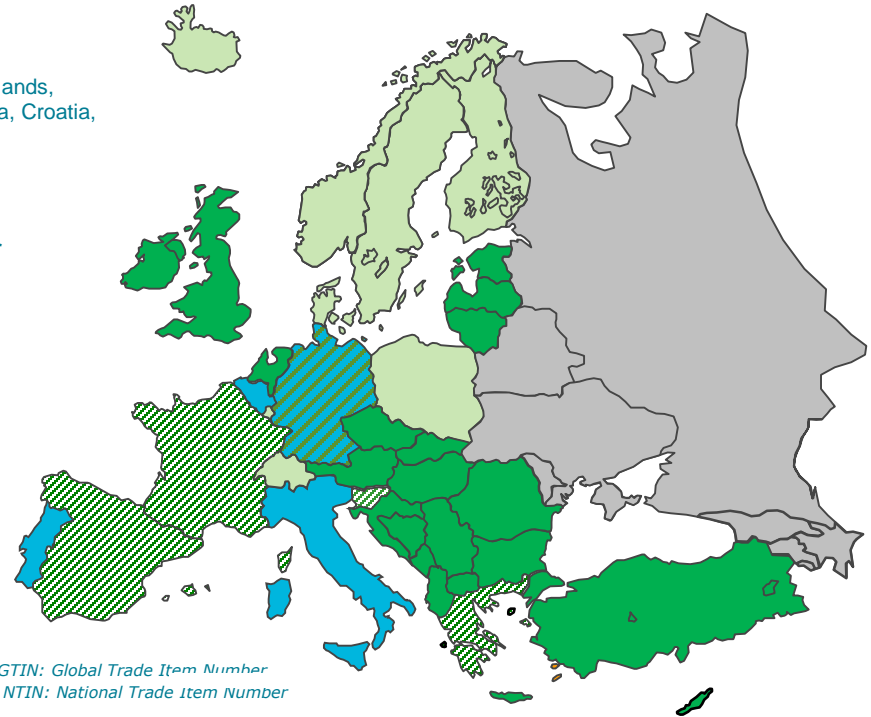 ands,
a, Croatia,
GTIN: Global Trade Item Number
NTIN: National Trade Item Number